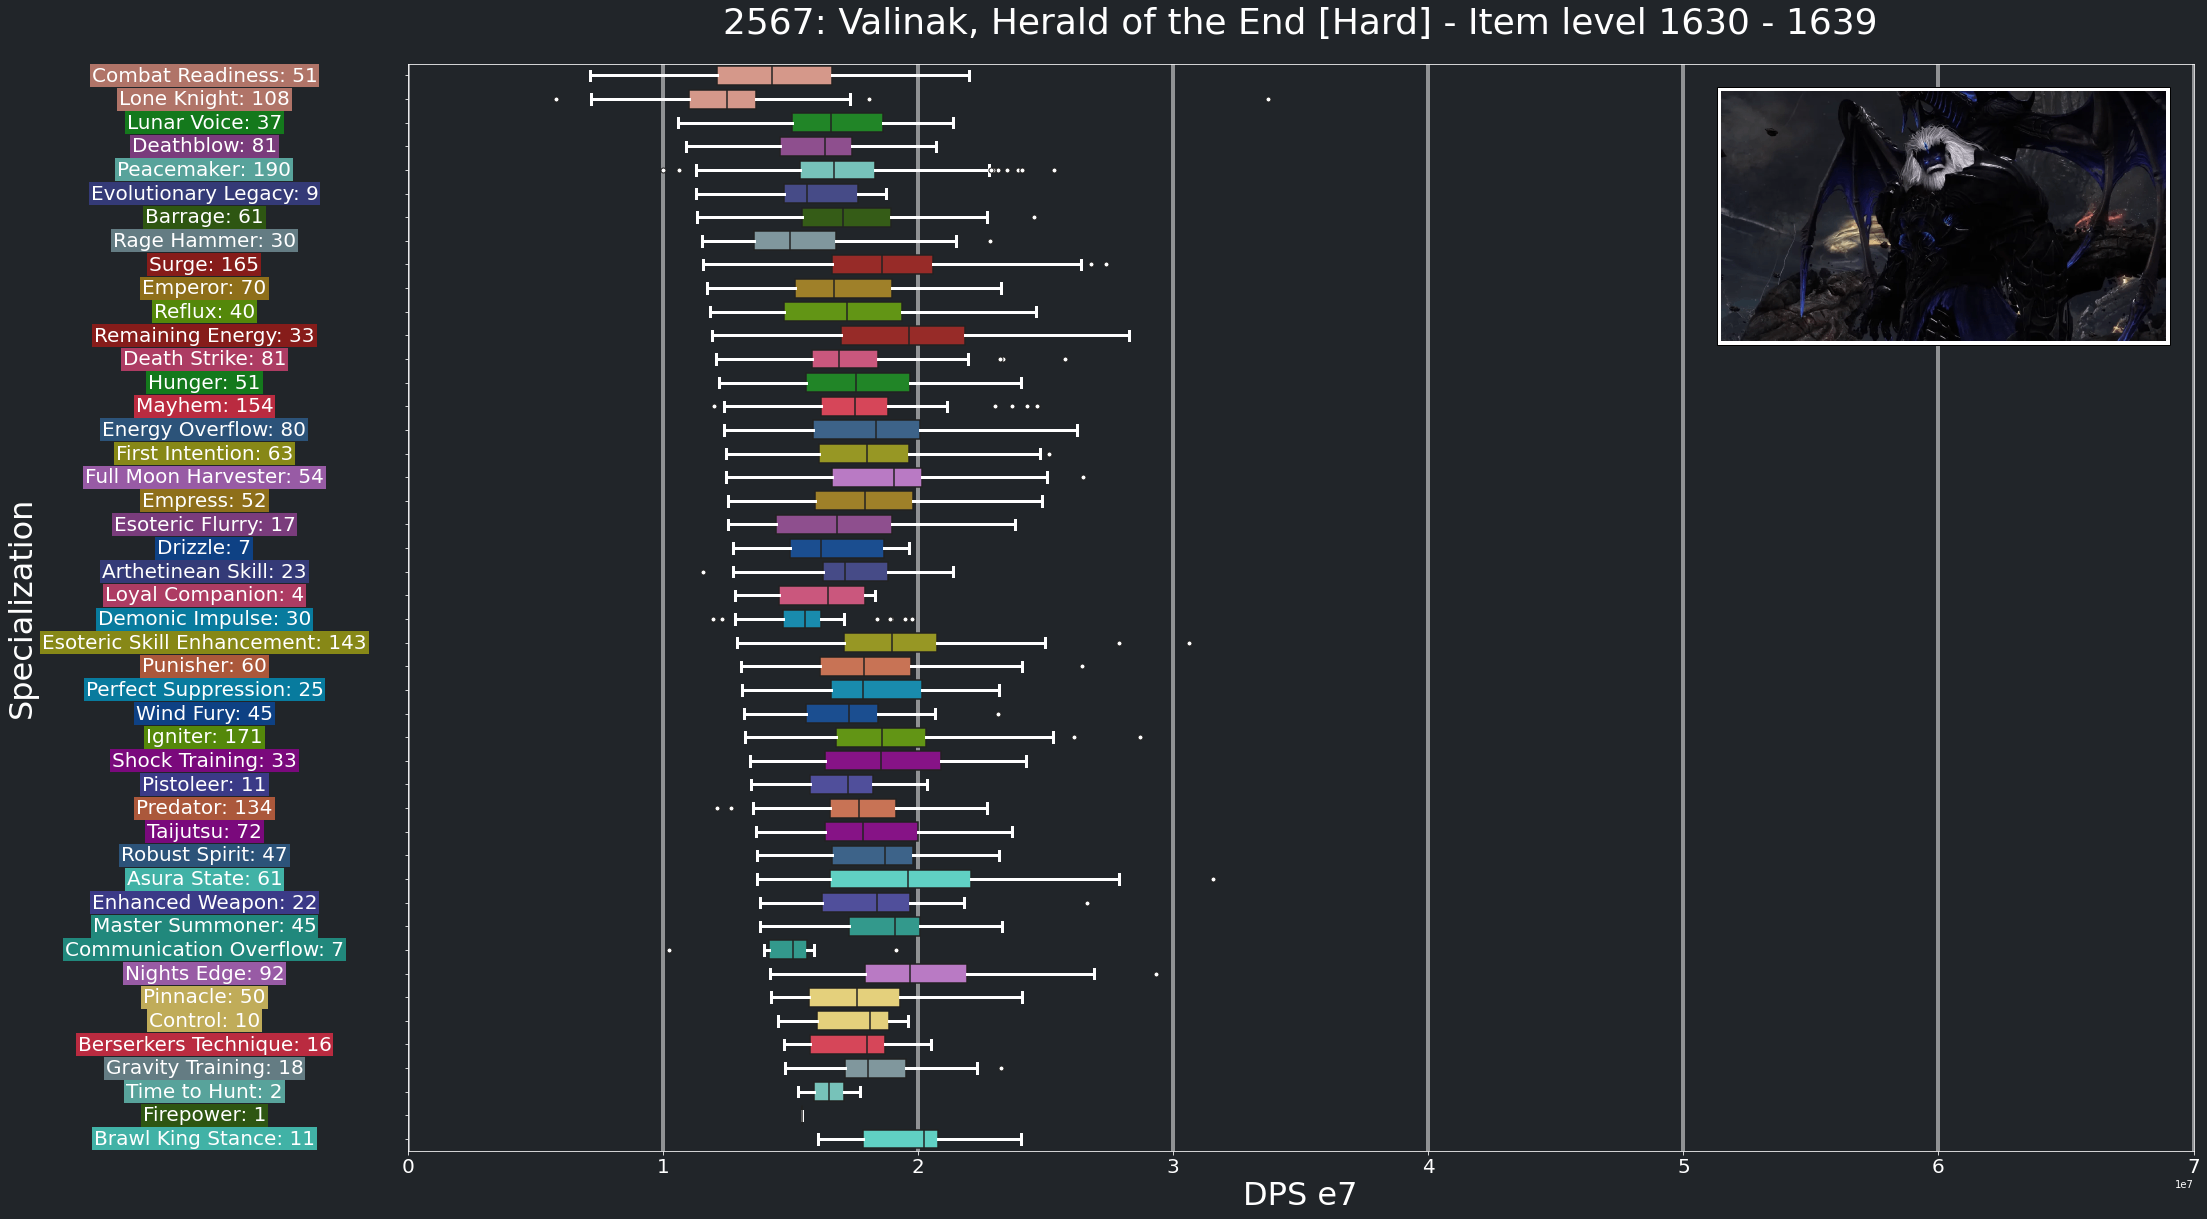 2567: Valinak, Herald of the End [Hard] - Item level 1630 - 1639
Specialization
Combat Readiness: 51
Lone Knight: 108
Lunar Voice: 37
Deathblow: 81
Peacemaker: 190
Evolutionary Legacy: 9
Barrage: 61
Rage Hammer: 30
Surge: 165
Emperor: 70
Reflux: 40
Remaining Energy: 33
Death Strike: 81
Hunger: 51
Mayhem: 154
Energy Overflow: 80
First Intention: 63
Full Moon Harvester: 54
Empress: 52
Esoteric Flurry: 17
Drizzle: 7
Arthetinean Skill: 23
Loyal Companion: 4
Demonic Impulse: 30
Esoteric Skill Enhancement: 143
Punisher: 60
Perfect Suppression: 25
Wind Fury: 45
Igniter: 171
Shock Training: 33
Pistoleer: 11
Predator: 134
Taijutsu: 72
Robust Spirit: 47
Asura State: 61
Enhanced Weapon: 22
Master Summoner: 45
Communication Overflow: 7
Nights Edge: 92
Pinnacle: 50
Control: 10
Berserkers Technique: 16
Gravity Training: 18
Time to Hunt: 2
Firepower: 1
Brawl King Stance: 11
0 1 2 3 4 5 6 7
1e7
DPS e7